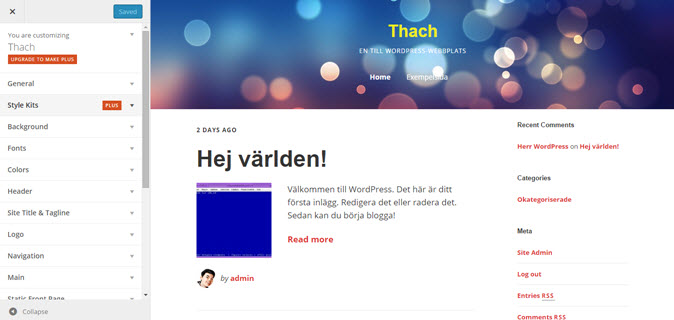 Saved
You are customizing
Thach
UPGRADE TO MAKE PLUS
General
Style Kits
PLUS
Background
Fonts
Colors
Header
Site Title & Tagline
Logo
Navigation
Main
Static Front Page
Collapse
Thach
EN TILL WORDPRESS-WEBBPLATS
Home Exempelsida
2 DAYS AGO
Hej världen!
Välkommen till WordPress. Det här är ditt
första inlägg. Redigera det eller radera det.
Sedan kan du börja blogga!
Read more
by admin
Recent Comments
Herr WordPress on Hej världen!
Categories
Okategoriserade
Meta
Site Admin
Log out
Entries RSS
Comments RSS